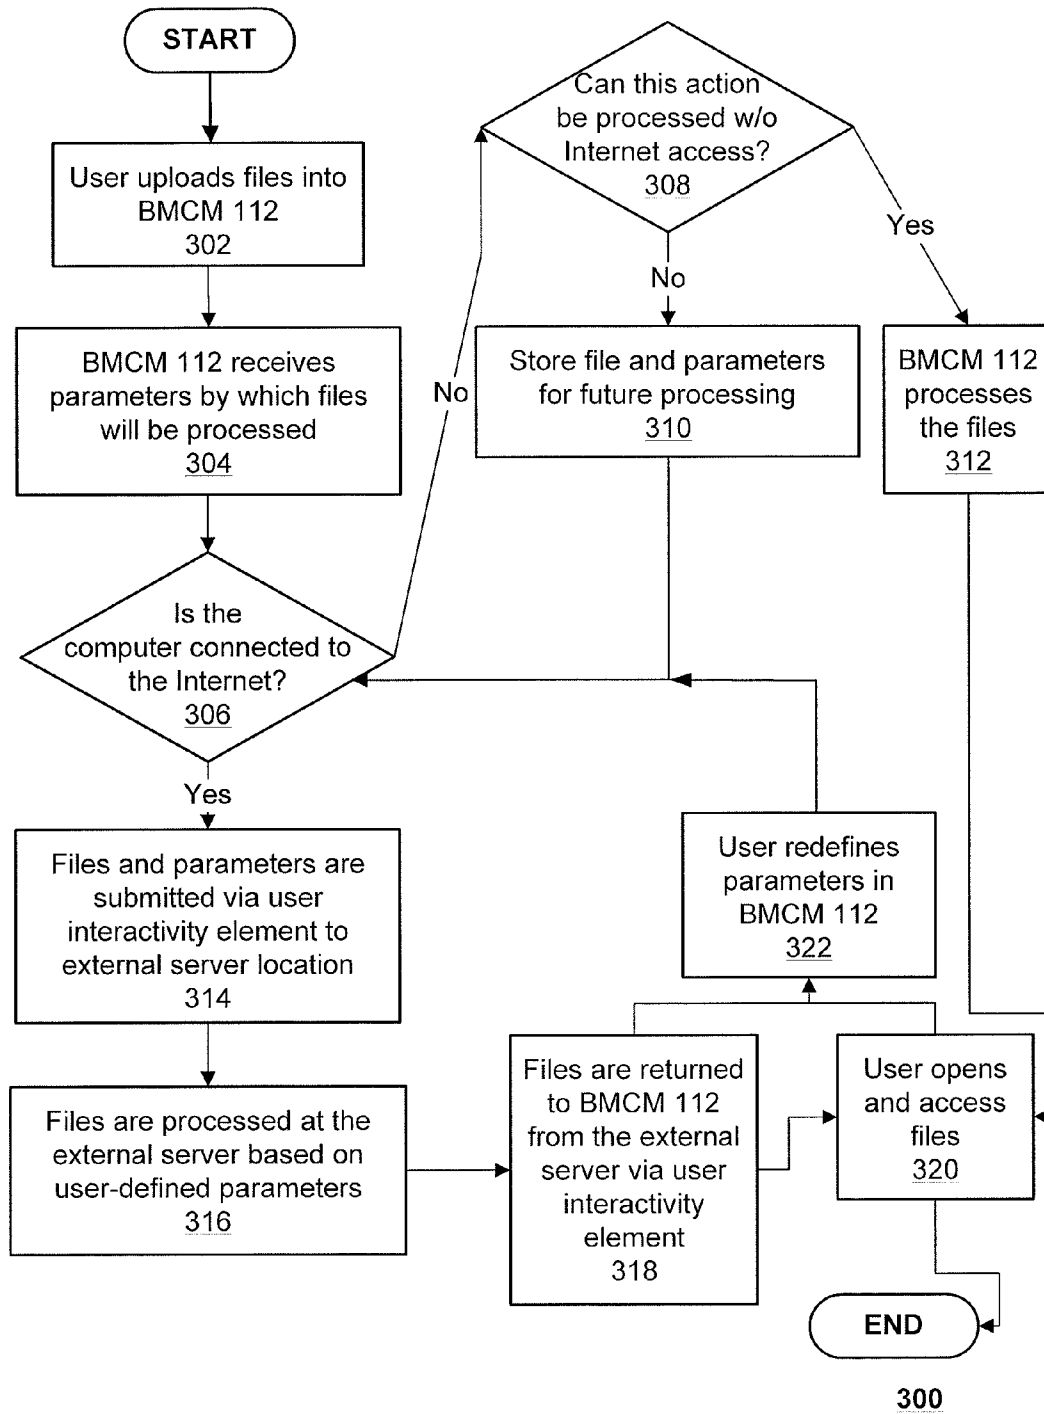 START
User uploads files into
BMCM 112
302
BMCM 112 receives
parameters by which files
will be processed
304
Is the
computer connected to
the Internet?
306
No
Can this action
be processed w/o
Internet access?
308
No
Yes
Store file and parameters
for future processing
310
BMCM 112
processes
the files
312
Yes
Files and parameters are
submitted via user
interactivity element to
external server location
314
Files are processed at the
external server based on
user-defined parameters
316
Files are returned
to BMCM 112
from the external
server via user
interactivity
element
318
User redefines
parameters in
BMCM 112
322
User opens
and access
files
320
END
300